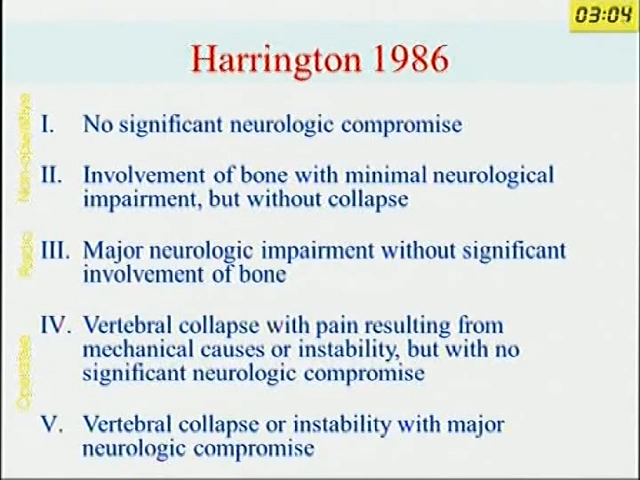 03:04
Harrington 1986
Non-operative
I. No significant neurologic compromise
II. Involvement of bone with minimal neurological
impairment, but without collapse
III. Major neurologic impairment without significant
involvement of bone
Operative
IV. Vertebral collapse with pain resulting from
mechanical causes or instability, but with no
significant neurologic compromise
V. Vertebral collapse or instability with major
neurologic compromise